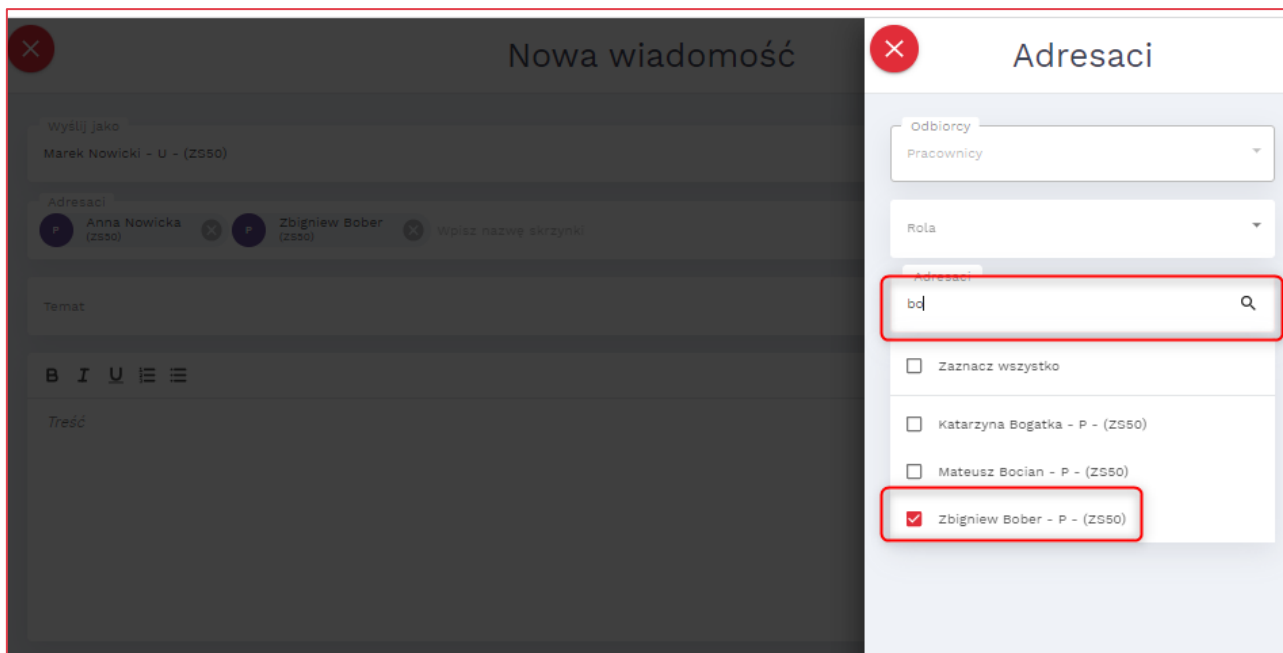 Nowa wiadomość
Wyślij jako
Marek Nowicki - U - (ZS50)
Adresaci
P
Anna Nowicka
(ZS50)
P
Zbigniew Bober
(ZS50)
Wpisz nazwę skrzynki
Temat
B I U
Treść
Adresaci
Odbiorcy
Pracownicy
Rola
Adresaci
bo
Zaznacz wszystko
Katarzyna Bogatka - P - (ZS50)
Mateusz Bocian - P - (ZS50)
Zbigniew Bober - P - (ZS50)